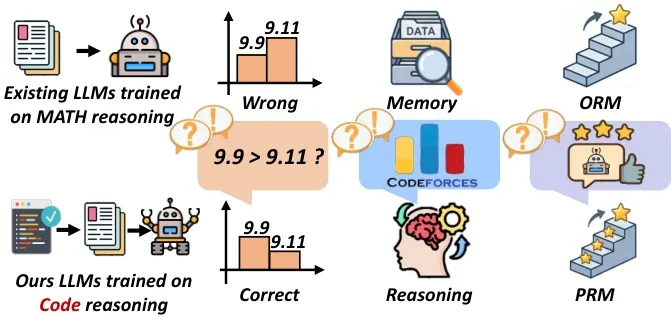 9.9
9.11
DATA
Existing LLMs trained
on MATH reasoning
Wrong
Memory
ORM
? !
9.9 > 9.11 ?
? !
CODEFORCES
? !
9.9
9.11
Ours LLMs trained on
Code reasoning
Correct
Reasoning
PRM